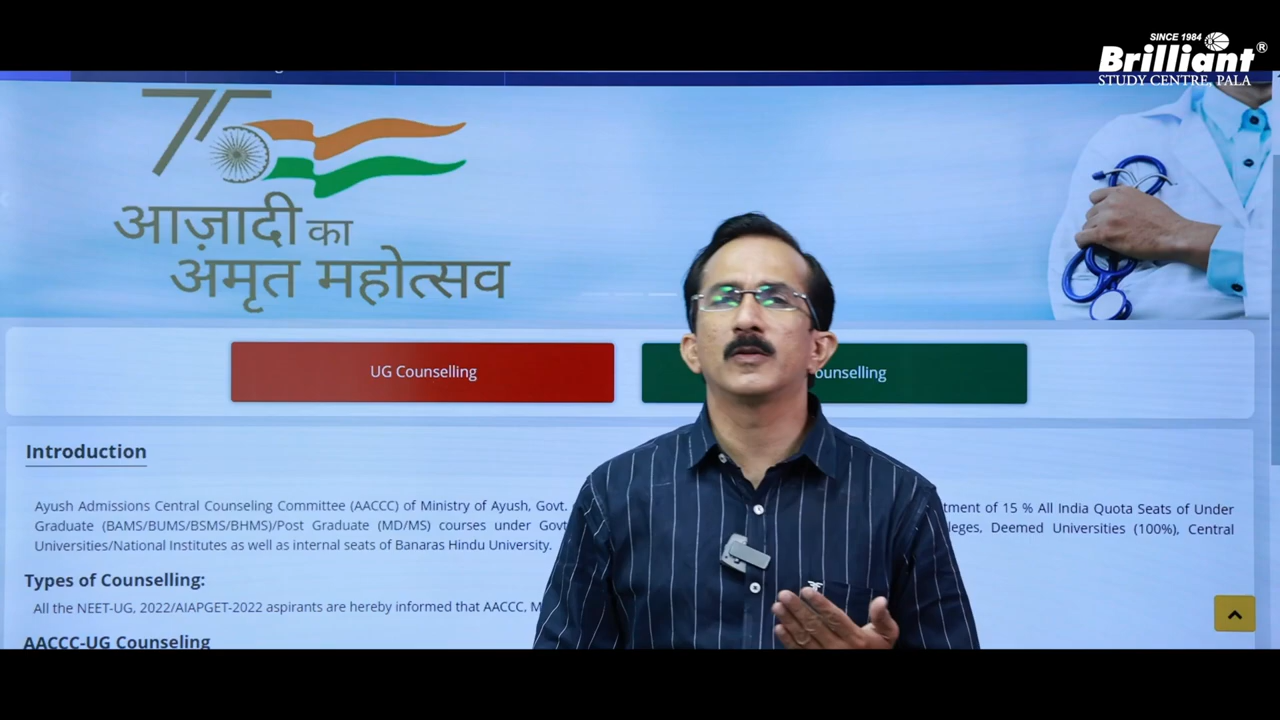 SINCE 1984
Brilliant®
STUDY CENTRE, PALA
75
आज़ादी का
अमृत महोत्सव
UG Counselling
ounselling
Introduction
Ayush Admissions Central Counseling Committee (AACCC) of Ministry of Ayush, Govt. tment of 15 % All India Quota Seats of Under
Graduate (BAMS/BUMS/BSMS/BHMS)/Post Graduate (MD/MS) courses under Govt leges, Deemed Universities (100%), Central
Universities/National Institutes as well as internal seats of Banaras Hindu University.
Types of Counselling:
All the NEET-UG, 2022/AIAPGET-2022 aspirants are hereby informed that AACCC, M
AACCC-UG Counseling